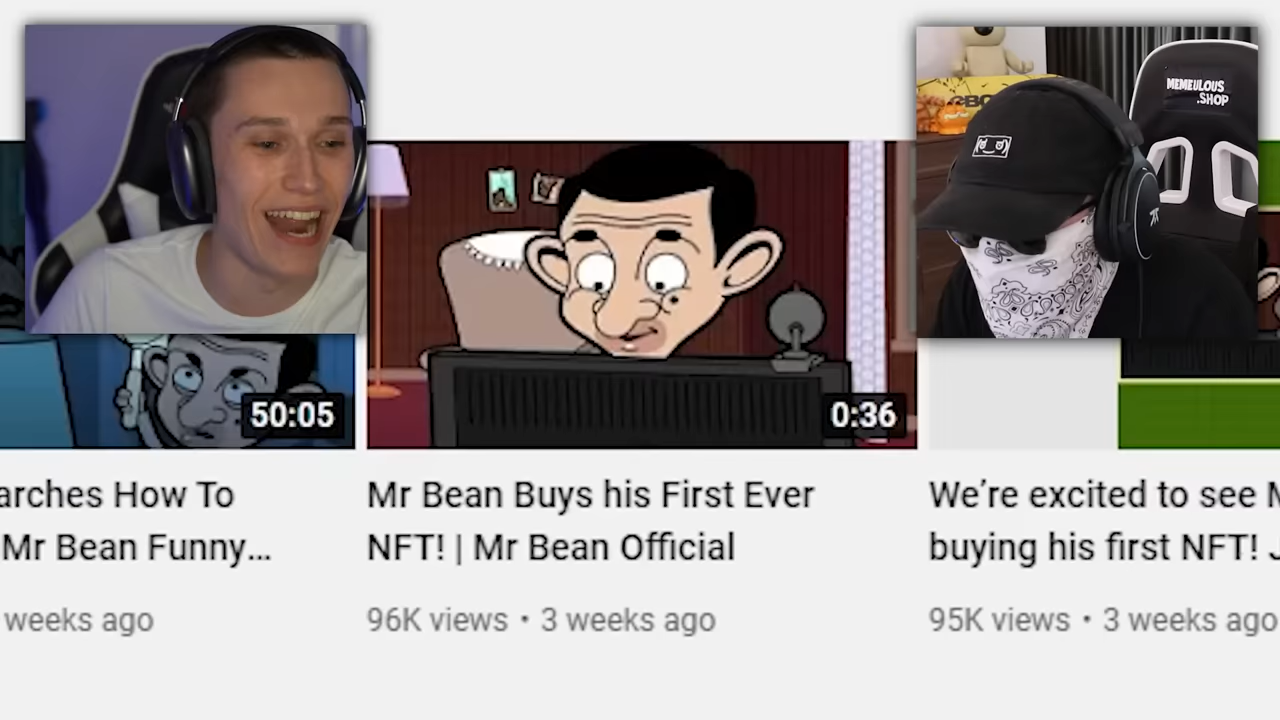 MEMEULOUS
.SHOP
50:05
0:36
arches How To
Mr Bean Funny...
weeks ago
Mr Bean Buys his First Ever
NFT! | Mr Bean Official
96K views • 3 weeks ago
We're excited to see
buying his first NFT!
95K views • 3 weeks ago